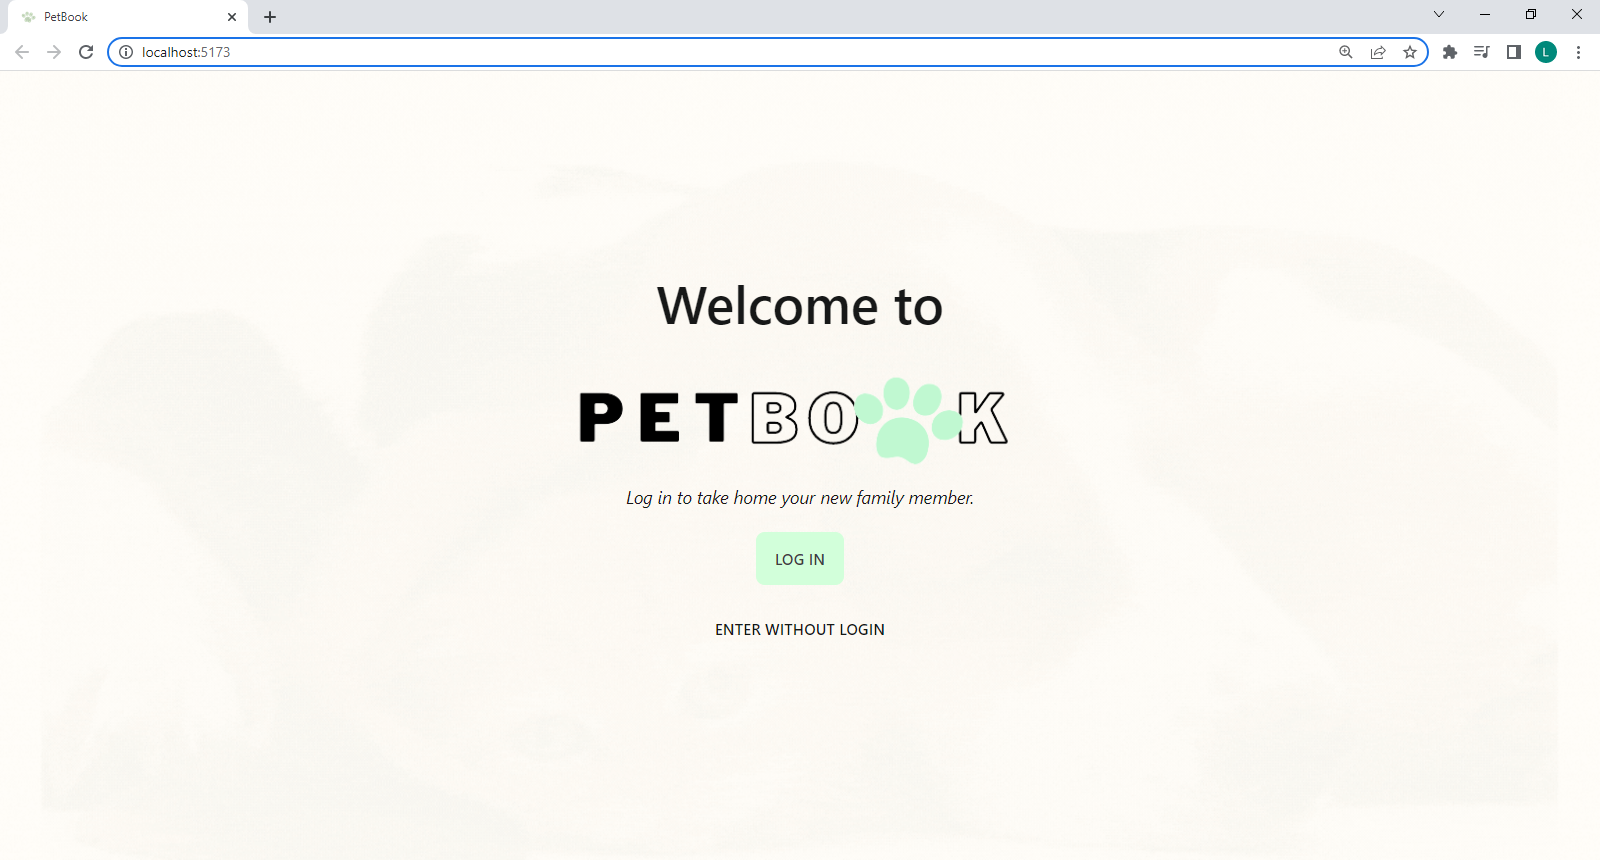 PetBook
localhost:5173
L
Welcome to
PETBOOK
Log in to take home your new family member.
LOG IN
ENTER WITHOUT LOGIN